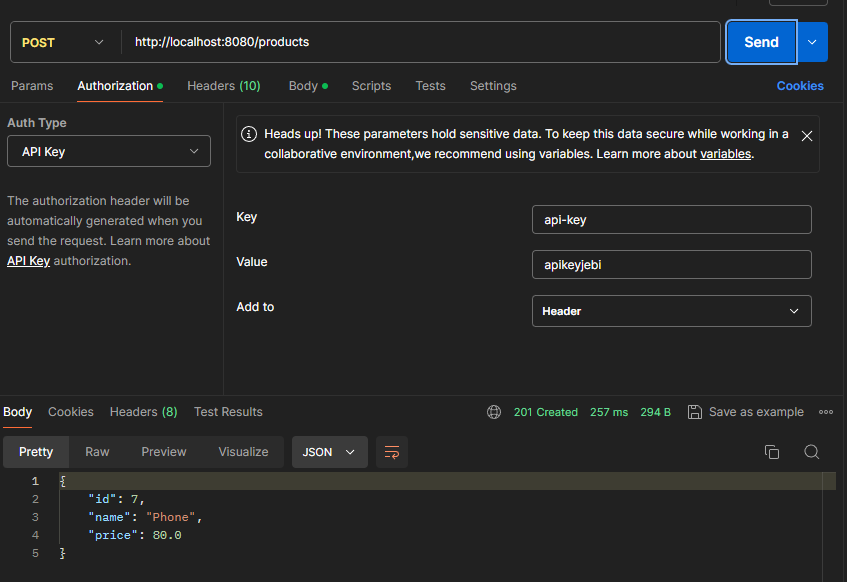 POST
http://localhost:8080/products
Send
Params
Authorization
Headers (10)
Body
Scripts
Tests
Settings
Cookies
Auth Type
API Key
The authorization header will be
automatically generated when you
send the request. Learn more about
API Key authorization.
Heads up! These parameters hold sensitive data. To keep this data secure while working in a
collaborative environment,we recommend using variables. Learn more about variables.
Key
api-key
Value
apikeyjebi
Add to
Header
Body
Cookies
Headers (8)
Test Results
201 Created
257 ms
294 B
Save as example
Pretty
Raw
Preview
Visualize
JSON
1 {
2 "id": 7,
3 "name": "Phone",
4 "price": 80.0
5 }